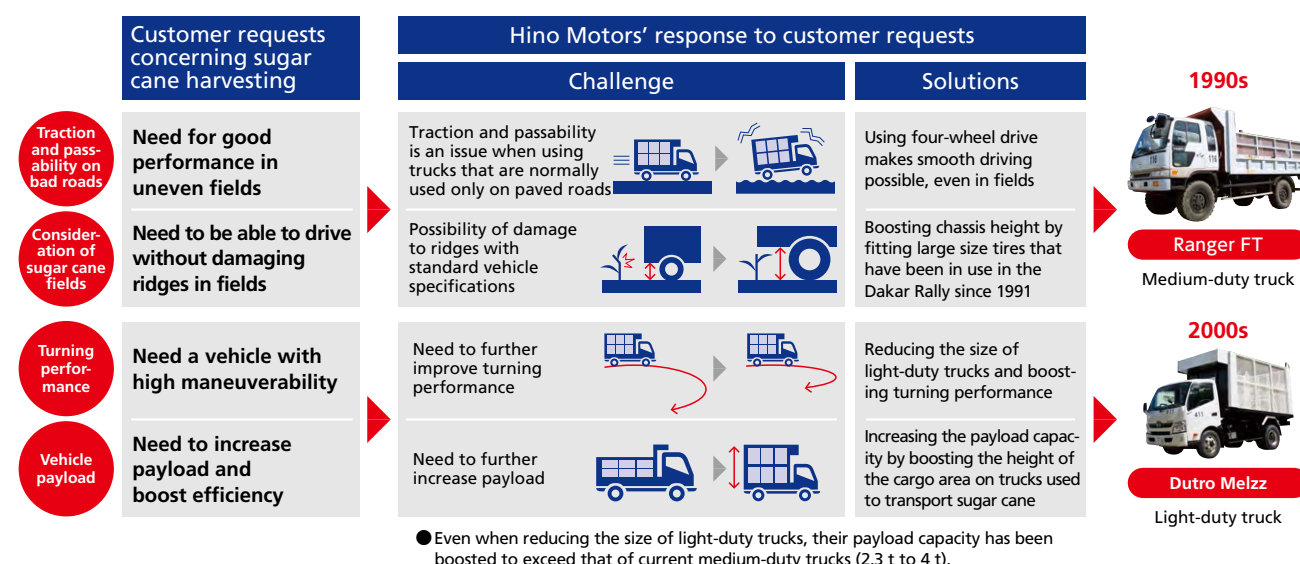 Customer requests
concerning sugar
cane harvesting
Hino Motors' response to customer requests
Challenge
Solutions
Traction
and pass-
ability on
bad roads
Need for good
performance in
uneven fields
Traction and passability
is an issue when using
trucks that are normally
used only on paved roads
Using four-wheel drive
makes smooth driving
possible, even in fields
Consider-
ation of
sugar cane
fields
Need to be able to drive
without damaging
ridges in fields
Possibility of damage
to ridges with
standard vehicle
specifications
Boosting chassis height by
fitting large size tires that
have been in use in the
Dakar Rally since 1991
1990s
116
116
Ranger FT
Medium-duty truck
Turning
perfor-
mance
Need a vehicle with
high maneuverability
Need to further
improve turning
performance
Reducing the size of
light-duty trucks and boost-
ing turning performance
Vehicle
payload
Need to increase
payload and
boost efficiency
Need to further
increase payload
Increasing the payload capac-
ity by boosting the height of
the cargo area on trucks used
to transport sugar cane
2000s
411
Dutro Melzz
Light-duty truck
●Even when reducing the size of light-duty trucks, their payload capacity has been
boosted to exceed that of current medium-duty trucks (2.3 t to 4 t).